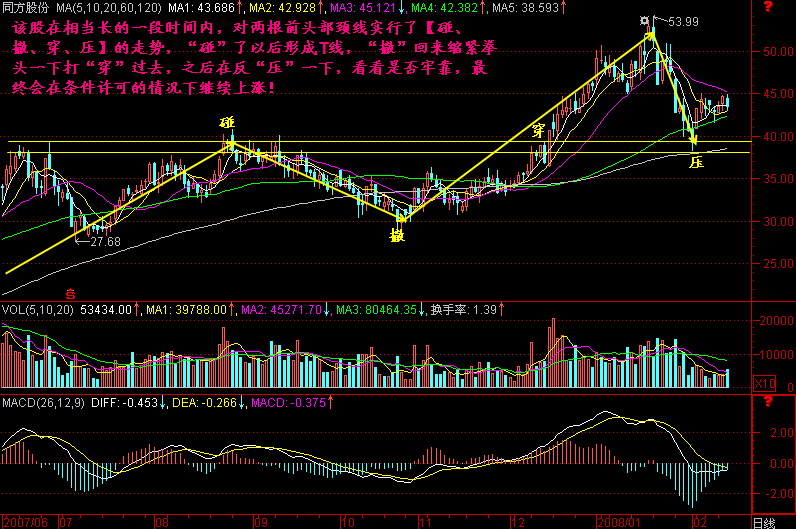 同方股份 MA(5,10,20,60,120) MA1: 43.686↑, MA2: 42.928↑, MA3: 45.121↓, MA4: 42.382↑, MA5: 38.593↑
该股在相当长的一段时间内，对两根前头部颈线实行了【碰、
撤、穿、压】的走势，“碰”了以后形成T线，“撤”回来缩紧拳
头一下打“穿”过去，之后在反“压”一下，看看是否牢靠，最
终会在条件许可的情况下继续上涨！
?
53.99
50.00
45.00
碰
穿
40.00
压
35.00
30.00
撤
27.68
25.00
VOL(5,10,20) 53434.00↑, MA1: 39788.00↑, MA2: 45271.70↓, MA3: 80464.35↓, 换手率: 1.39↑
20000
10000
X10
0
MACD(26,12,9) DIFF: -0.453↓, DEA: -0.266↓, MACD: -0.375↑
?
2.00
0.00
-2.00
2007/06 07 08 09 10 11 12 2008/01 02 日线